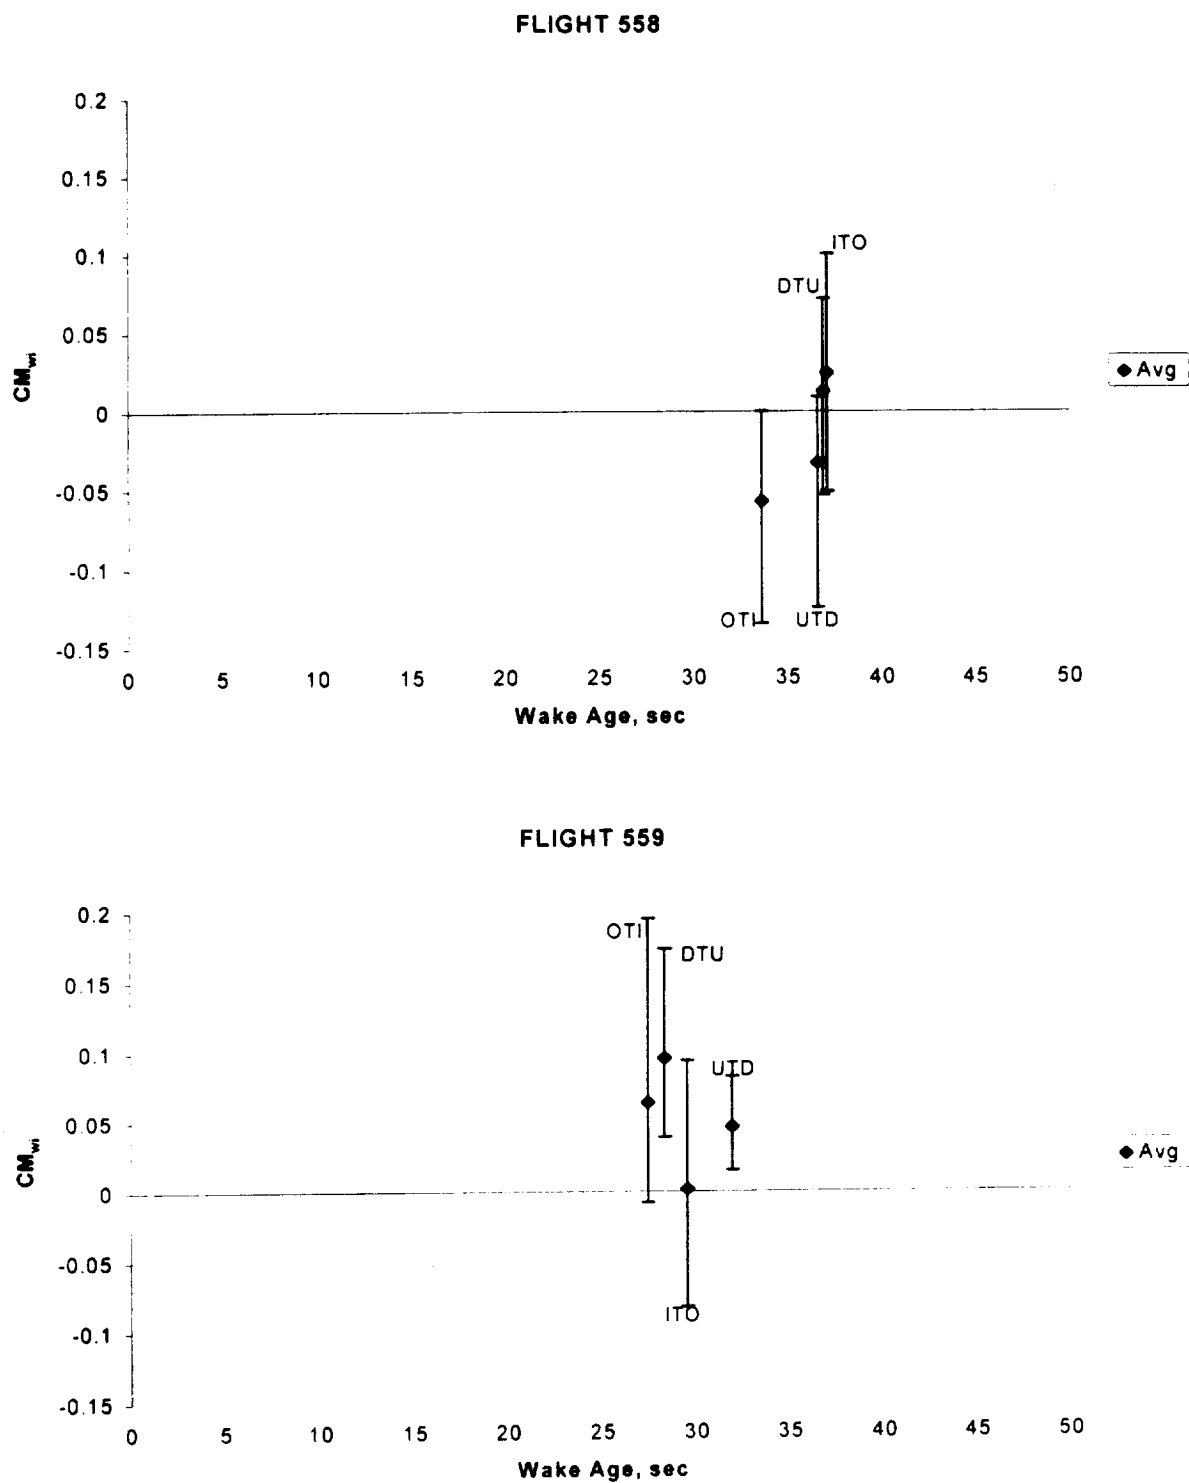 FLIGHT 558
0.2
0.15
ITO
0.1
DTU
0.05
CM_wi
Avg
0
-0.05
-0.1
OTI UTD
-0.15
0 5 10 15 20 25 30 35 40 45 50
Wake Age, sec
FLIGHT 559
0.2
OTI
DTU
0.15
0.1
UTD
0.05
CM_wi
Avg
0
-0.05
ITO
-0.1
-0.15
0 5 10 15 20 25 30 35 40 45 50
Wake Age, sec